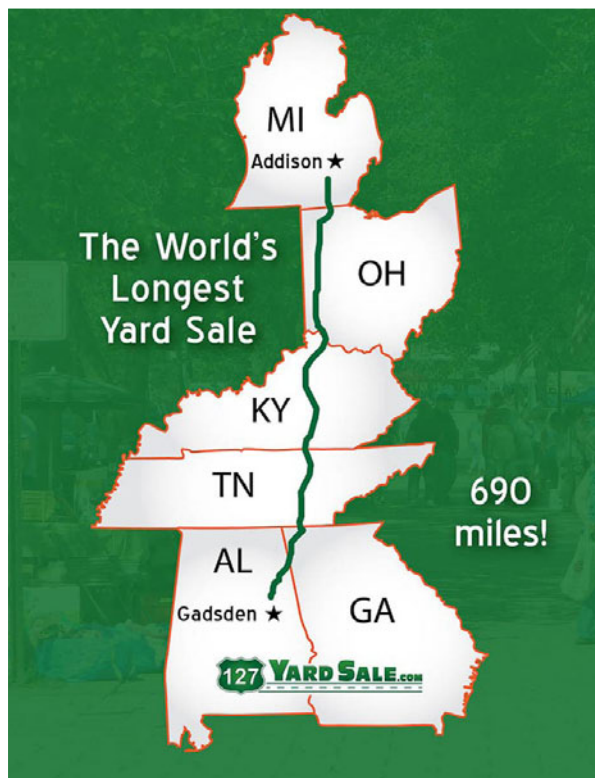 MI
Addison ★
The World's
Longest
Yard Sale
OH
KY
TN
690
miles!
AL
Gadsden ★
GA
127 YARD SALE.COM